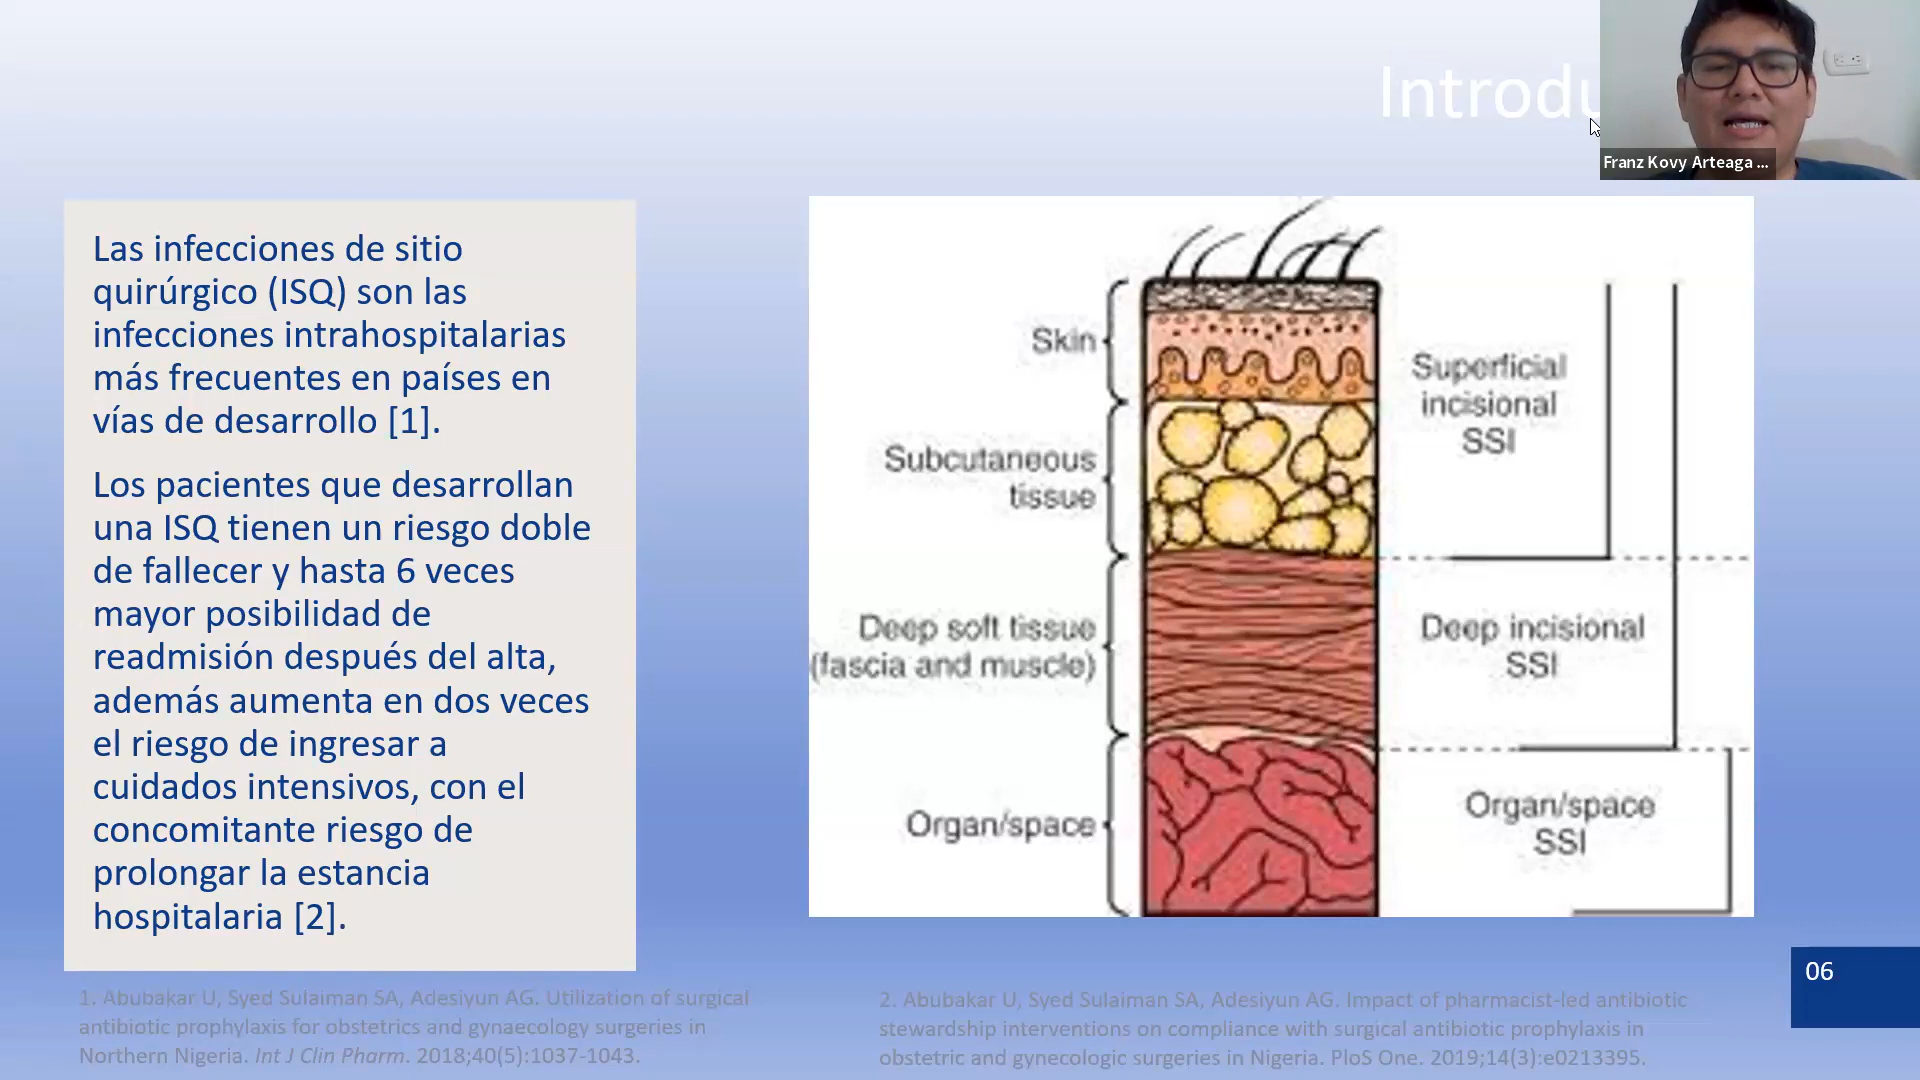 Introdu
Franz Kovy Arteaga ...
Las infecciones de sitio
quirúrgico (ISQ) son las
infecciones intrahospitalarias
más frecuentes en países en
vías de desarrollo [1].
Los pacientes que desarrollan
una ISQ tienen un riesgo doble
de fallecer y hasta 6 veces
mayor posibilidad de
readmisión después del alta,
además aumenta en dos veces
el riesgo de ingresar a
cuidados intensivos, con el
concomitante riesgo de
prolongar la estancia
hospitalaria [2].
Skin
Subcutaneous
tissue
Deep soft tissue
(fascia and muscle)
Organ/space
Superficial
incisional
SSI
Deep incisional
SSI
Organ/space
SSI
06
1. Abubakar U, Syed Sulaiman SA, Adesiyun AG. Utilization of surgical
antibiotic prophylaxis for obstetrics and gynaecology surgeries in
Northern Nigeria. Int J Clin Pharm. 2018;40(5):1037-1043.
2. Abubakar U, Syed Sulaiman SA, Adesiyun AG. Impact of pharmacist-led antibiotic
stewardship interventions on compliance with surgical antibiotic prophylaxis in
obstetric and gynecologic surgeries in Nigeria. PloS One. 2019;14(3):e0213395.